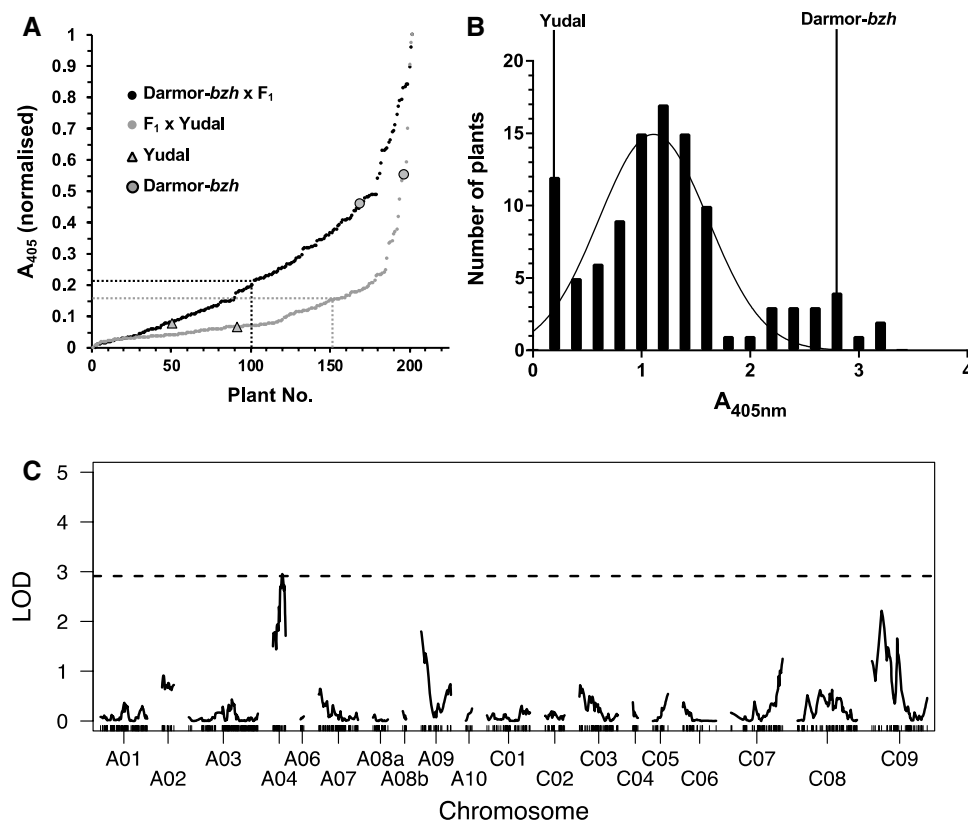 A
A405 (normalised)
1
0.9
0.8
0.7
0.6
0.5
0.4
0.3
0.2
0.1
0
Darmor-bzh x F1
F1 x Yudal
Yudal
Darmor-bzh
0 50 100 150 200
Plant No.
B
Yudal
Darmor-bzh
Number of plants
20
15
10
5
0
0 1 2 3 4
A405nm
C
LOD
5
4
3
2
1
0
A01 A03 A06 A08a A09 C01 C03 C05 C07 C09
A02 A04 A07 A08b A10 C02 C04 C06 C08
Chromosome